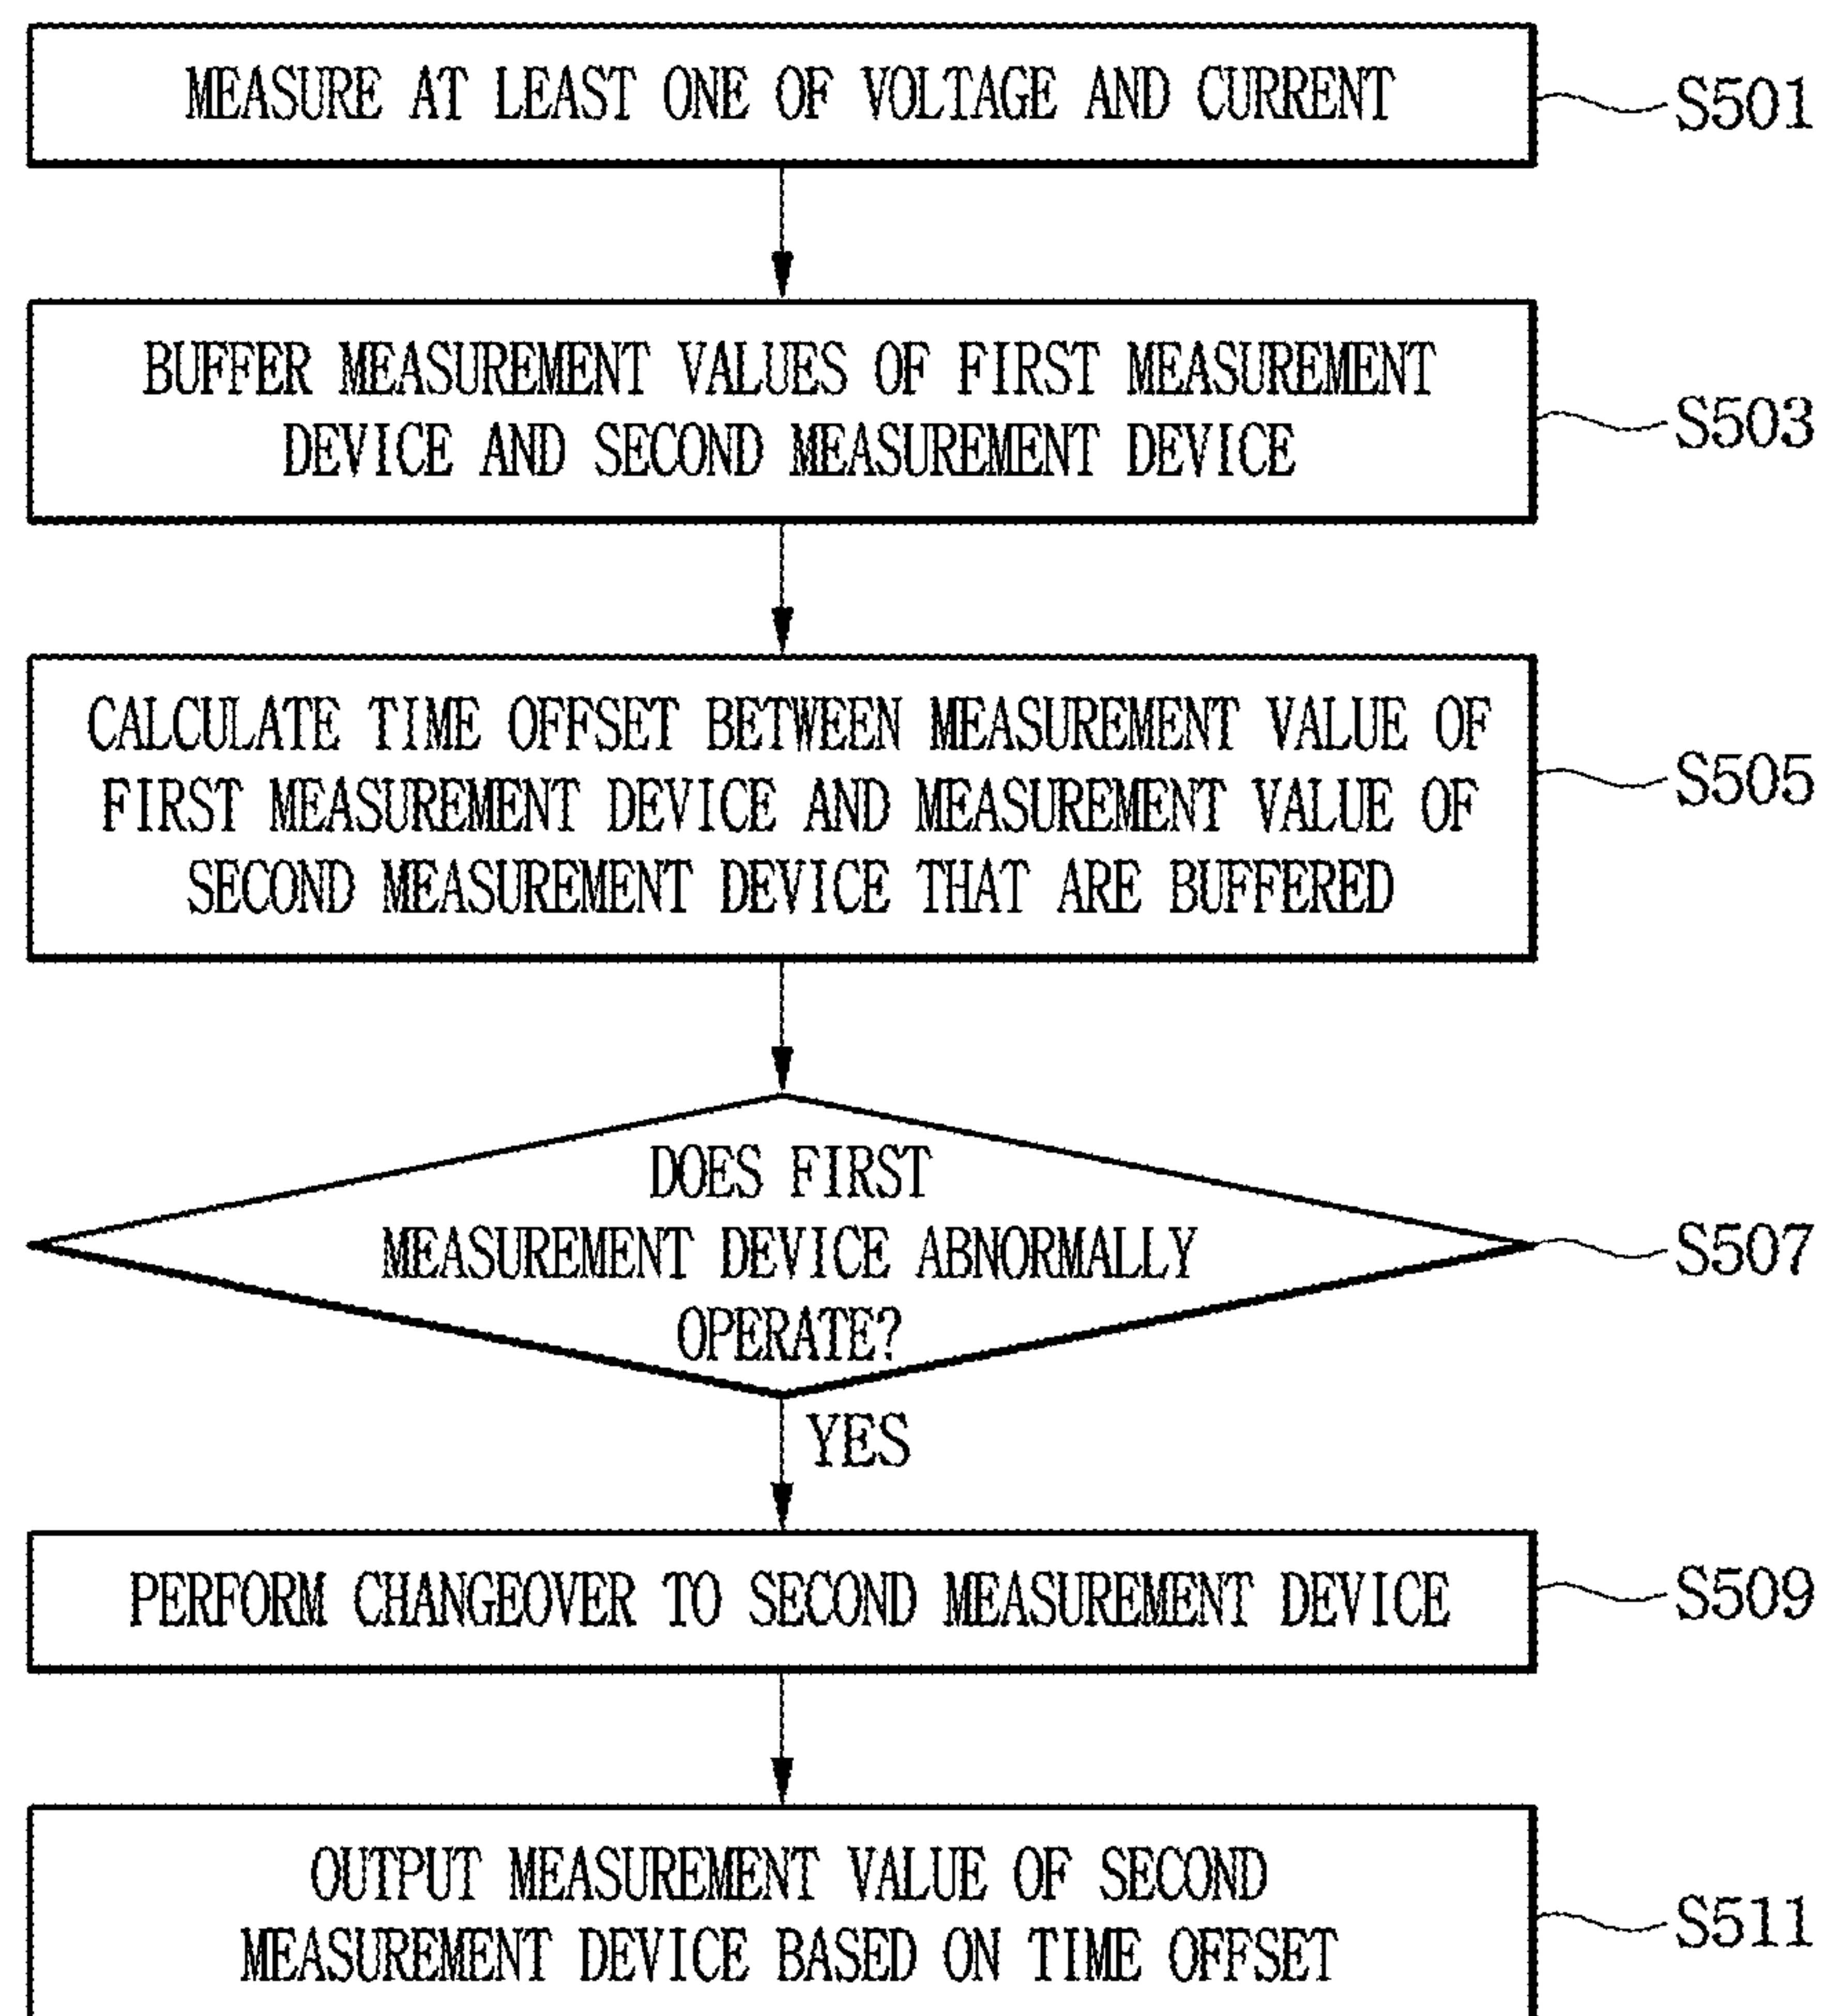 MEASURE AT LEAST ONE OF VOLTAGE AND CURRENT
S501
BUFFER MEASUREMENT VALUES OF FIRST MEASUREMENT
DEVICE AND SECOND MEASUREMENT DEVICE
S503
CALCULATE TIME OFFSET BETWEEN MEASUREMENT VALUE OF
FIRST MEASUREMENT DEVICE AND MEASUREMENT VALUE OF
SECOND MEASUREMENT DEVICE THAT ARE BUFFERED
S505
DOES FIRST
MEASUREMENT DEVICE ABNORMALLY
OPERATE?
S507
YES
PERFORM CHANGEOVER TO SECOND MEASUREMENT DEVICE
S509
OUTPUT MEASUREMENT VALUE OF SECOND
MEASUREMENT DEVICE BASED ON TIME OFFSET
S511